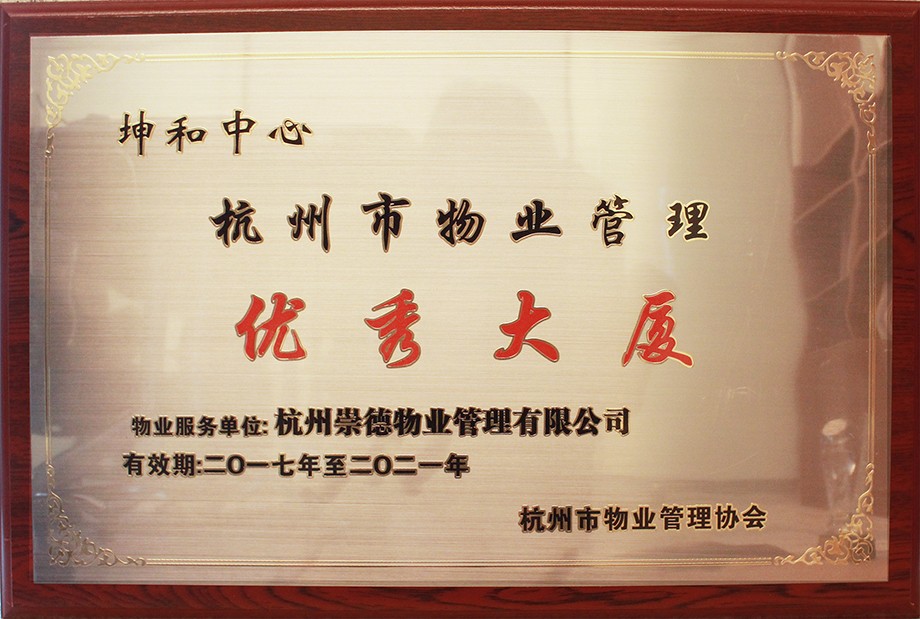 坤和中心
杭州市物业管理
优秀大厦
物业服务单位:杭州崇德物业管理有限公司
有效期:二〇一七年至二〇二一年
杭州市物业管理协会